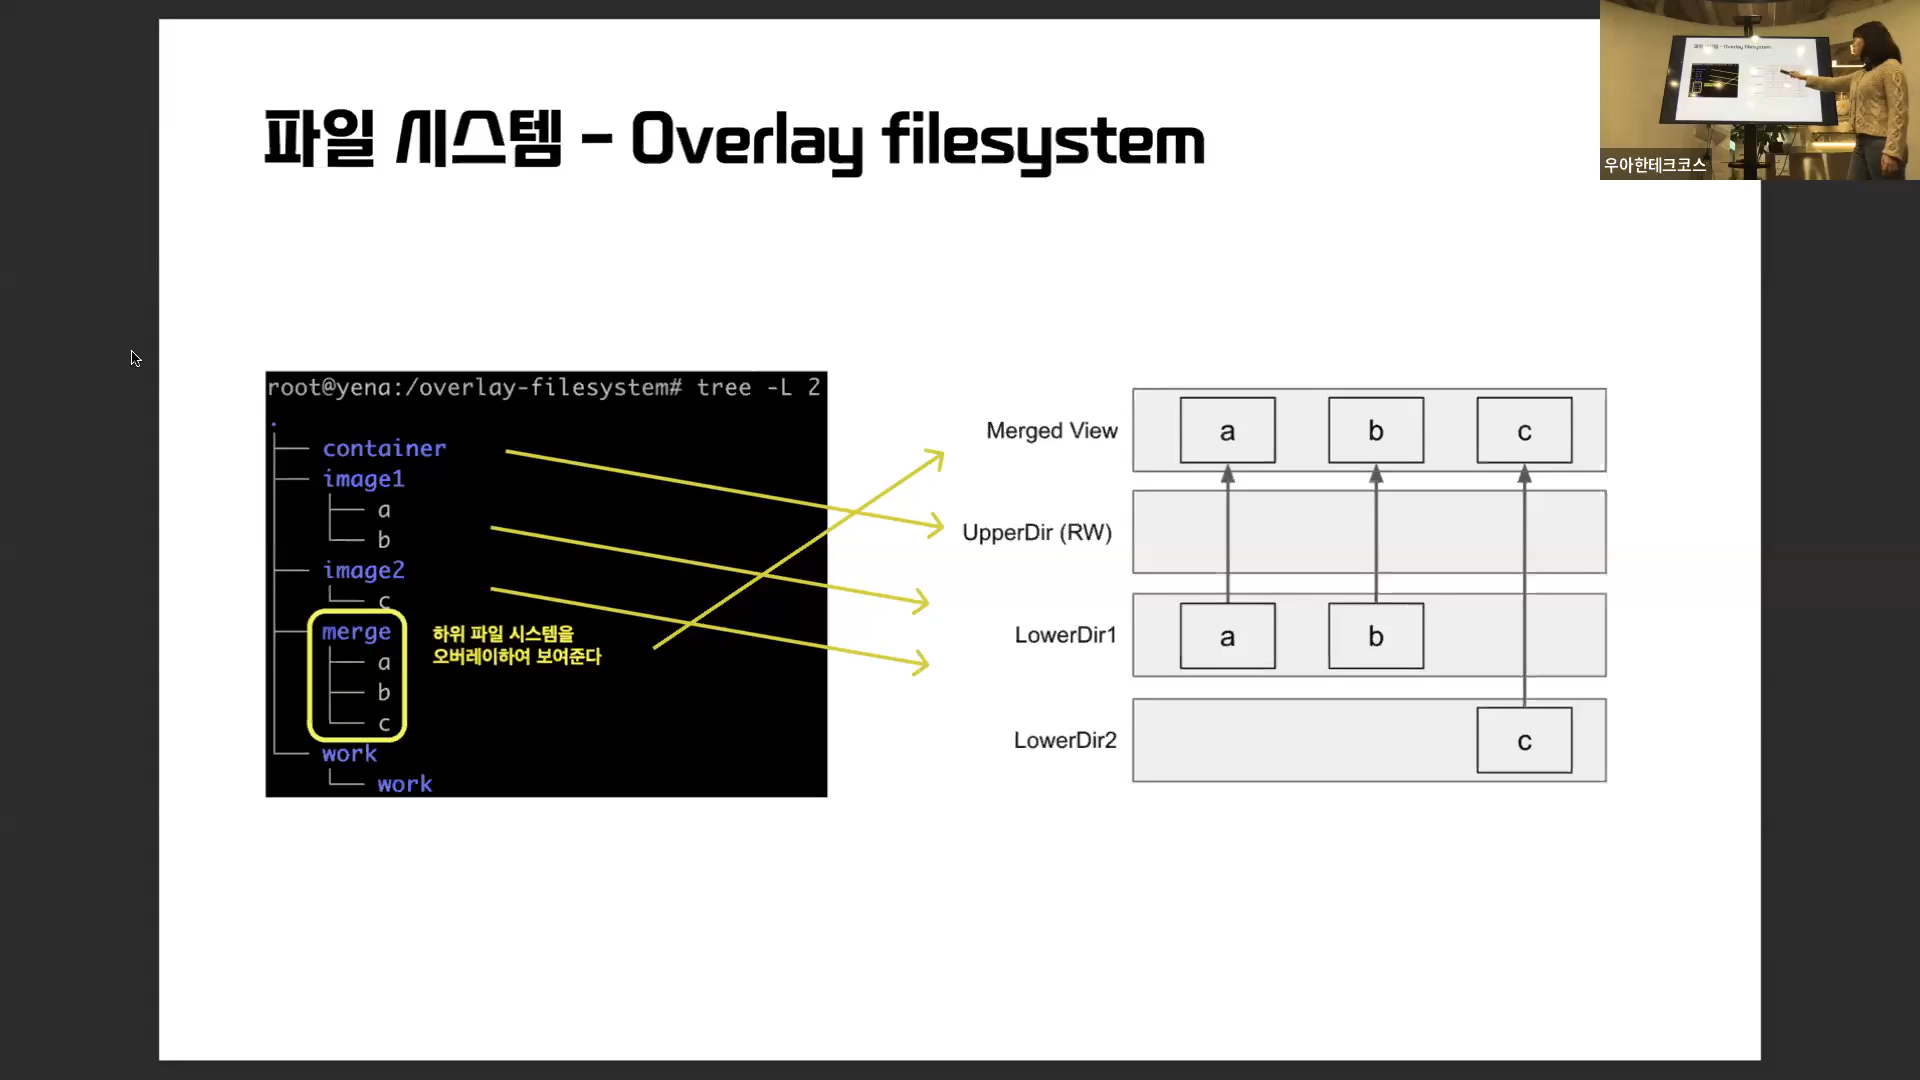 파일 시스템 - Overlay filesystem
우아한테크코스
root@yena:/overlay-filesystem# tree -L 2
.
container
image1
a
b
image2
c
merge
a
b
c
work
work
하위 파일 시스템을
오버레이하여 보여준다
Merged View
a b c
UpperDir (RW)
LowerDir1
a b
LowerDir2
c